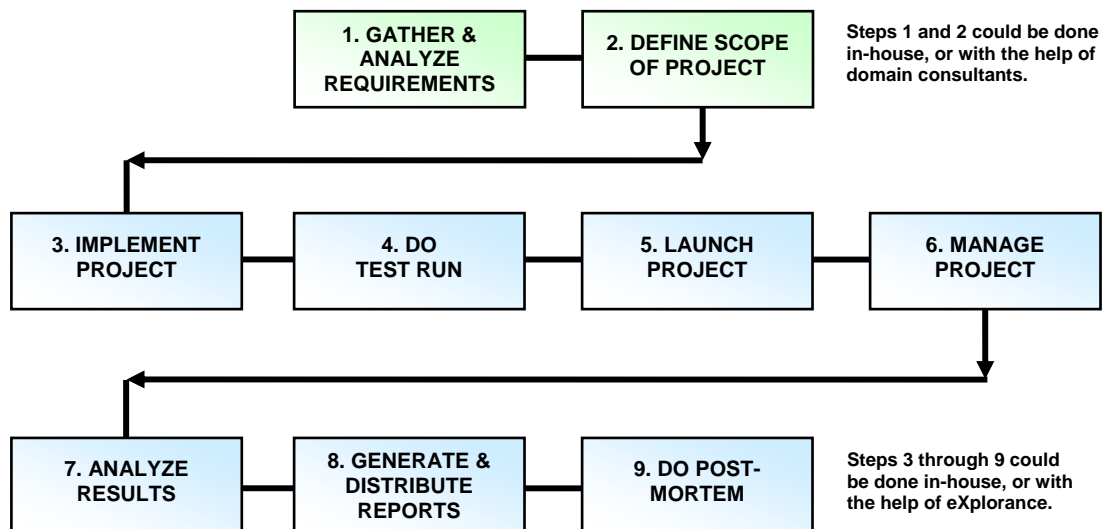 1. GATHER &
ANALYZE
REQUIREMENTS
2. DEFINE SCOPE
OF PROJECT
Steps 1 and 2 could be done
in-house, or with the help of
domain consultants.
3. IMPLEMENT
PROJECT
4. DO
TEST RUN
5. LAUNCH
PROJECT
6. MANAGE
PROJECT
7. ANALYZE
RESULTS
8. GENERATE &
DISTRIBUTE
REPORTS
9. DO POST-
MORTEM
Steps 3 through 9 could
be done in-house, or with
the help of eXplorance.